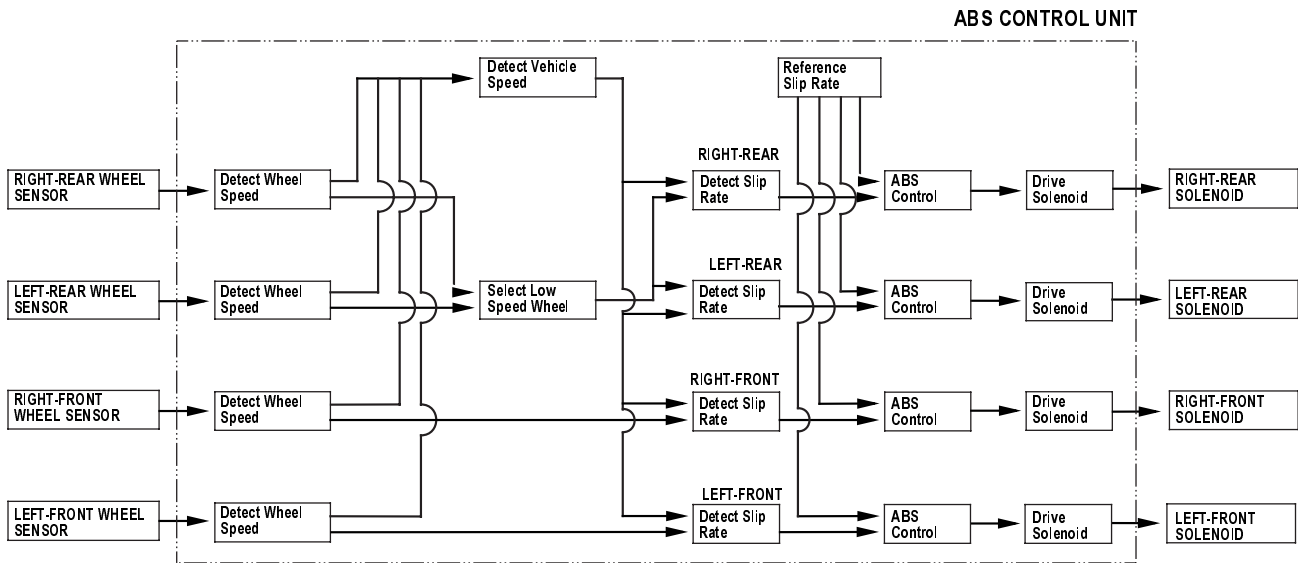 ABS CONTROL UNIT
Detect Vehicle
Speed
Reference
Slip Rate
RIGHT-REAR
RIGHT-REAR WHEEL
SENSOR
Detect Wheel
Speed
Detect Slip
Rate
ABS
Control
Drive
Solenoid
RIGHT-REAR
SOLENOID
LEFT-REAR
LEFT-REAR WHEEL
SENSOR
Detect Wheel
Speed
Select Low
Speed Wheel
Detect Slip
Rate
ABS
Control
Drive
Solenoid
LEFT-REAR
SOLENOID
RIGHT-FRONT
RIGHT-FRONT
WHEEL SENSOR
Detect Wheel
Speed
Detect Slip
Rate
ABS
Control
Drive
Solenoid
RIGHT-FRONT
SOLENOID
LEFT-FRONT
LEFT-FRONT WHEEL
SENSOR
Detect Wheel
Speed
Detect Slip
Rate
ABS
Control
Drive
Solenoid
LEFT-FRONT
SOLENOID